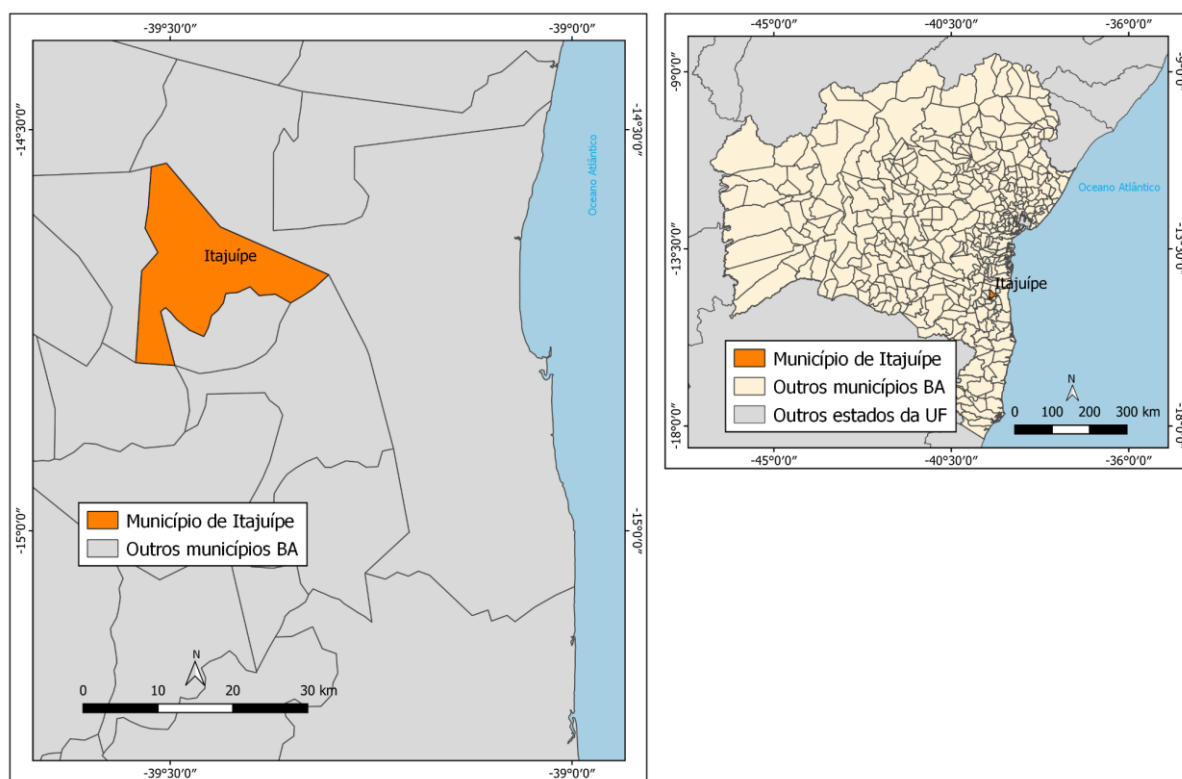 -39°30'0"
-39°0'0"
-14°30'0"
-14°30'0"
Oceano Atlântico
Itajuípe
-15°0'0"
-15°0'0"
Município de Itajuípe
Outros municípios BA
N
0 10 20 30 km
-39°30'0"
-39°0'0"
-45°0'0"
-40°30'0"
-36°0'0"
-9°0'0"
-9°0'0"
Oceano Atlântico
-13°30'0"
-13°30'0"
Itajuípe
Município de Itajuípe
Outros municípios BA
Outros estados da UF
N
0 100 200 300 km
-18°0'0"
-18°0'0"
-45°0'0"
-40°30'0"
-36°0'0"